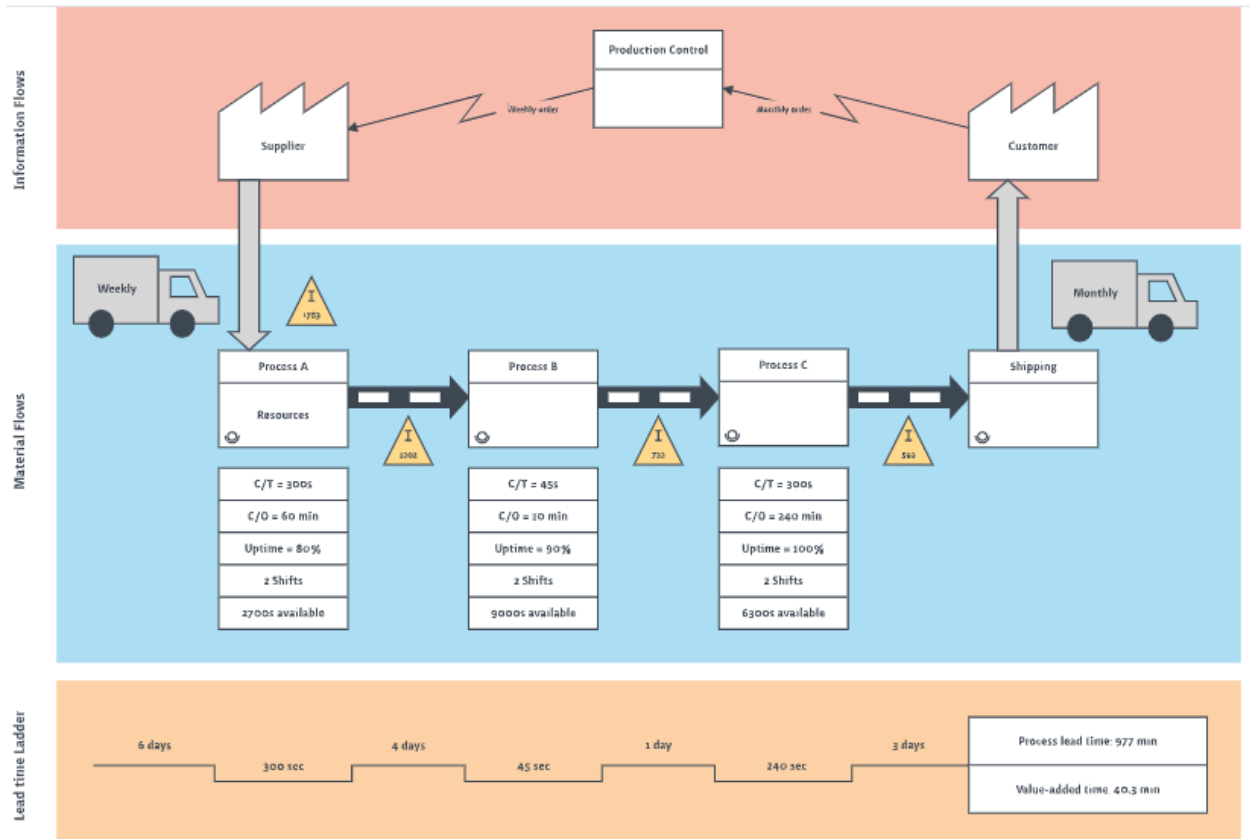 Information Flows
Production Control
Weekly order
Monthly order
Supplier
Customer
Material Flows
Weekly
Monthly
I
Process A
Process B
Process C
Shipping
Resources
I
I
I
C/T = 300s
C/T = 45s
C/T = 300s
C/O = 60 min
C/O = 10 min
C/O = 240 min
Uptime = 80%
Uptime = 90%
Uptime = 100%
2 Shifts
2 Shifts
2 Shifts
2700s available
9000s available
6300s available
Lead time Ladder
6 days
4 days
1 day
3 days
300 sec
45 sec
240 sec
Process lead time: 977 min
Value-added time: 40.3 min